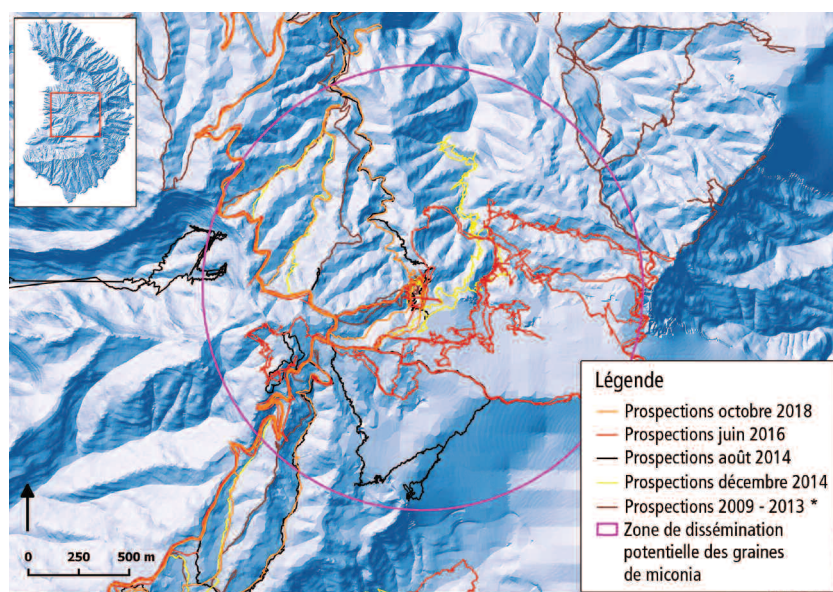 Légende
Prospections octobre 2018
Prospections juin 2016
Prospections août 2014
Prospections décembre 2014
Prospections 2009 - 2013 *
Zone de dissémination
potentielle des graines
de miconia
0 250 500 m